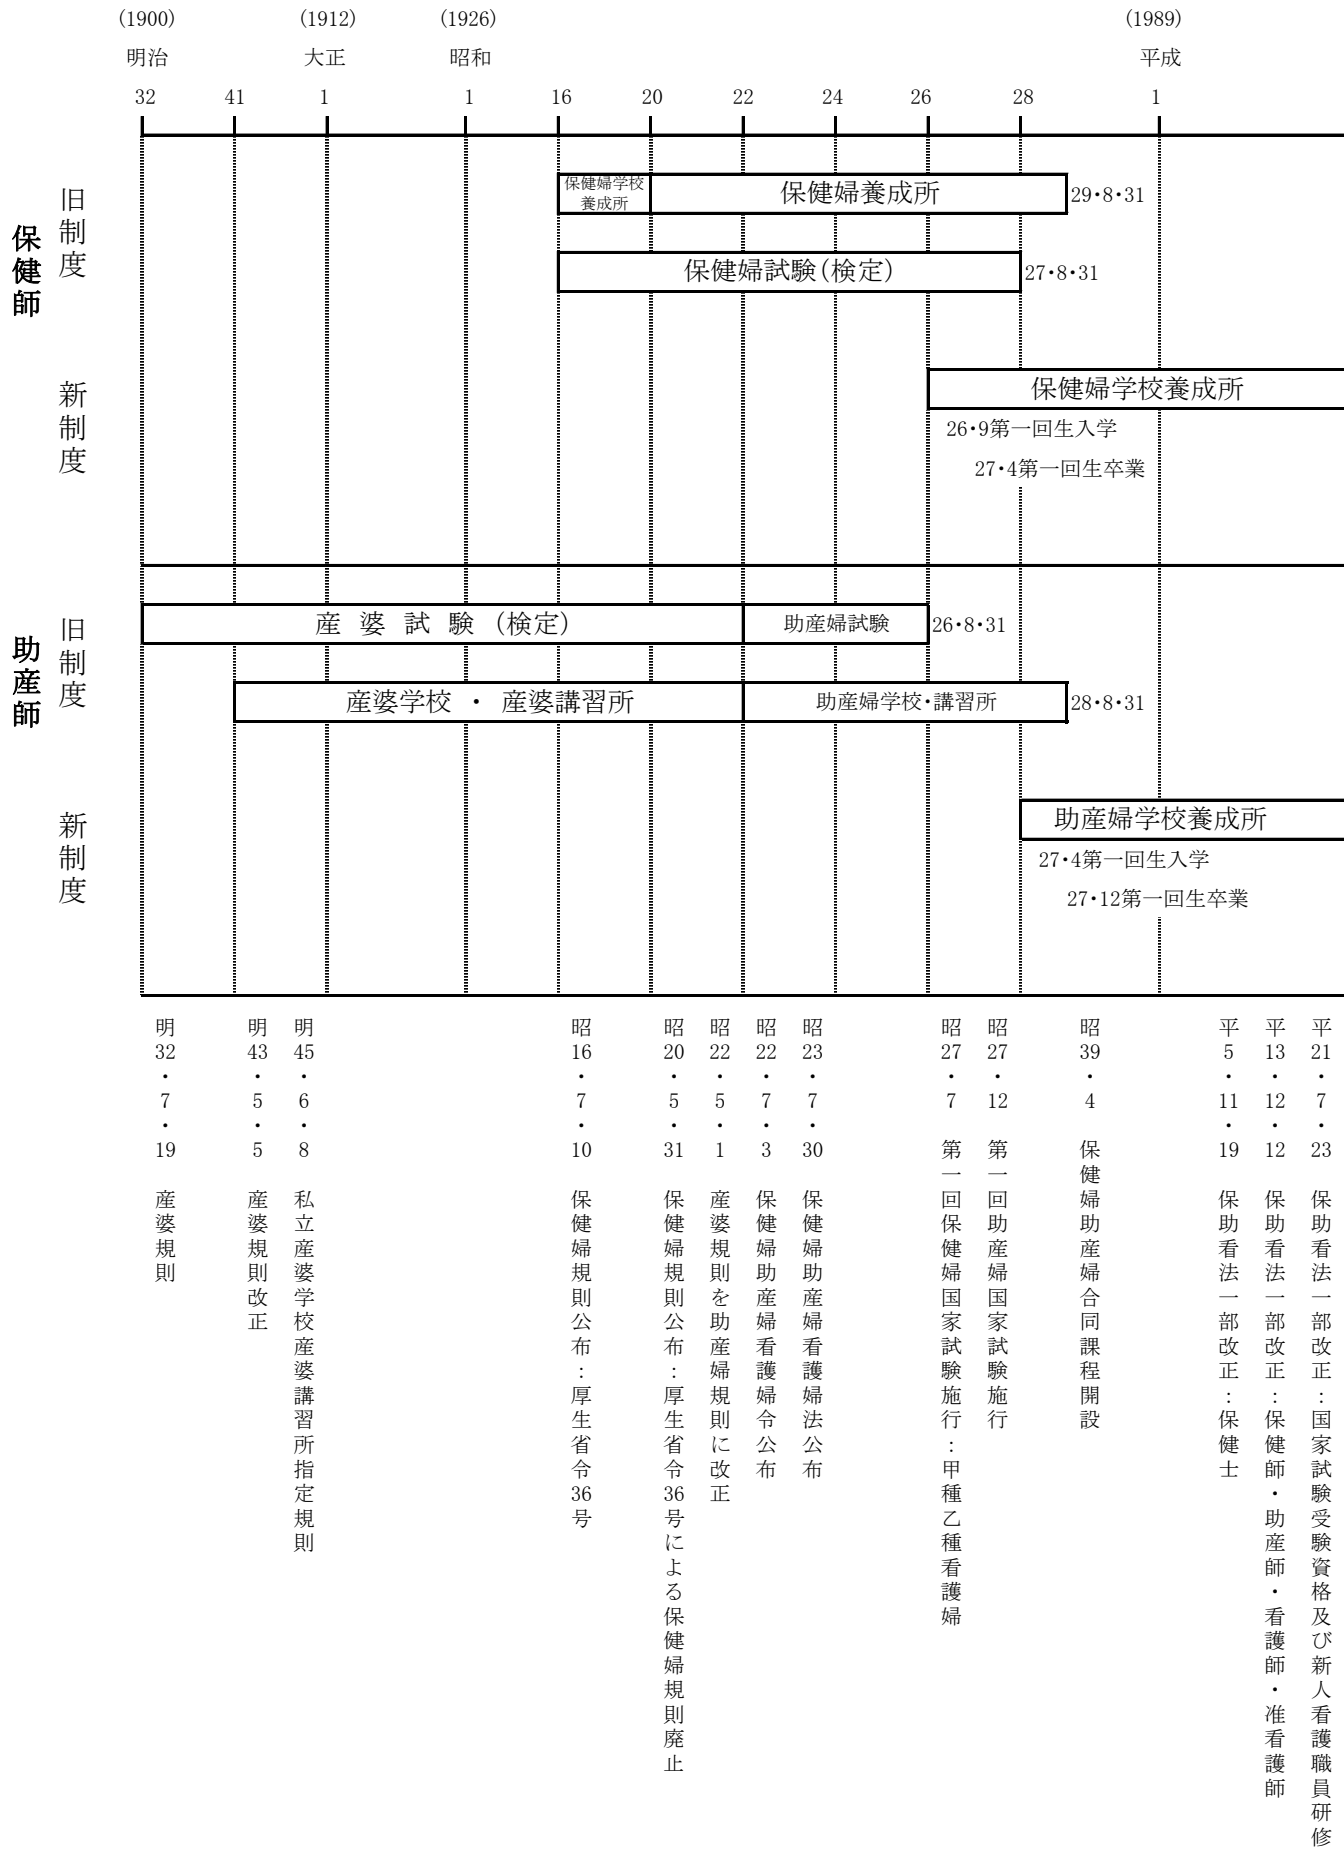 (1900)
(1912)
(1926)
(1989)
明治
大正
昭和
平成
32
41
1
1
16
20
22
24
26
28
1
保健師
旧制度
保健婦学校
養成所
保健婦養成所
29・8・31
保健婦試験(検定)
27・8・31
新制度
保健婦学校養成所
26・9第一回生入学
27・4第一回生卒業
助産師
旧制度
産婆試験(検定)
助産婦試験
26・8・31
産婆学校・産婆講習所
助産婦学校・講習所
28・8・31
新制度
助産婦学校養成所
27・4第一回生入学
27・12第一回生卒業
明32・7・19 産婆規則
明43・5・5 産婆規則改正
明45・6・8 私立産婆学校産婆講習所指定規則
昭16・7・10 保健婦規則公布:厚生省令36号
昭20・5・31 保健婦規則公布:厚生省令36号による保健婦規則廃止
昭22・5・1 産婆規則を助産婦規則に改正
昭22・7・3 保健婦助産婦看護婦令公布
昭23・7・30 保健婦助産婦看護婦法公布
昭27・7 第一回保健婦国家試験施行:甲種乙種看護婦
昭27・12 第一回助産婦国家試験施行
昭39・4 保健婦助産婦合同課程開設
平5・11・19 保助看法一部改正:保健士
平13・12・12 保助看法一部改正:保健師・助産師・看護師・准看護師
平21・7・23 保助看法一部改正:国家試験受験資格及び新人看護職員研修